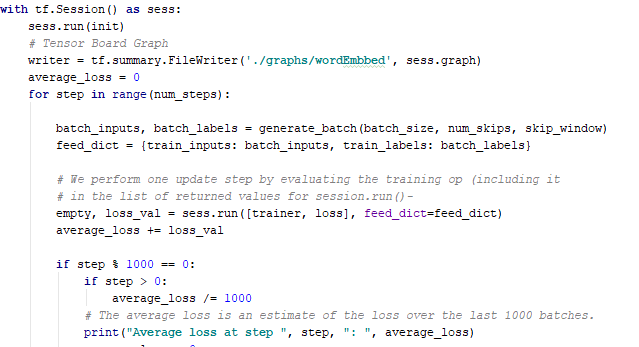 with tf.Session() as sess:
sess.run(init)
# Tensor Board Graph
writer = tf.summary.FileWriter('./graphs/wordEmbbed', sess.graph)
average_loss = 0
for step in range(num_steps):
batch_inputs, batch_labels = generate_batch(batch_size, num_skips, skip_window)
feed_dict = {train_inputs: batch_inputs, train_labels: batch_labels}
# We perform one update step by evaluating the training op (including it
# in the list of returned values for session.run()-
empty, loss_val = sess.run([trainer, loss], feed_dict=feed_dict)
average_loss += loss_val
if step % 1000 == 0:
if step > 0:
average_loss /= 1000
# The average loss is an estimate of the loss over the last 1000 batches.
print("Average loss at step ", step, ": ", average_loss)